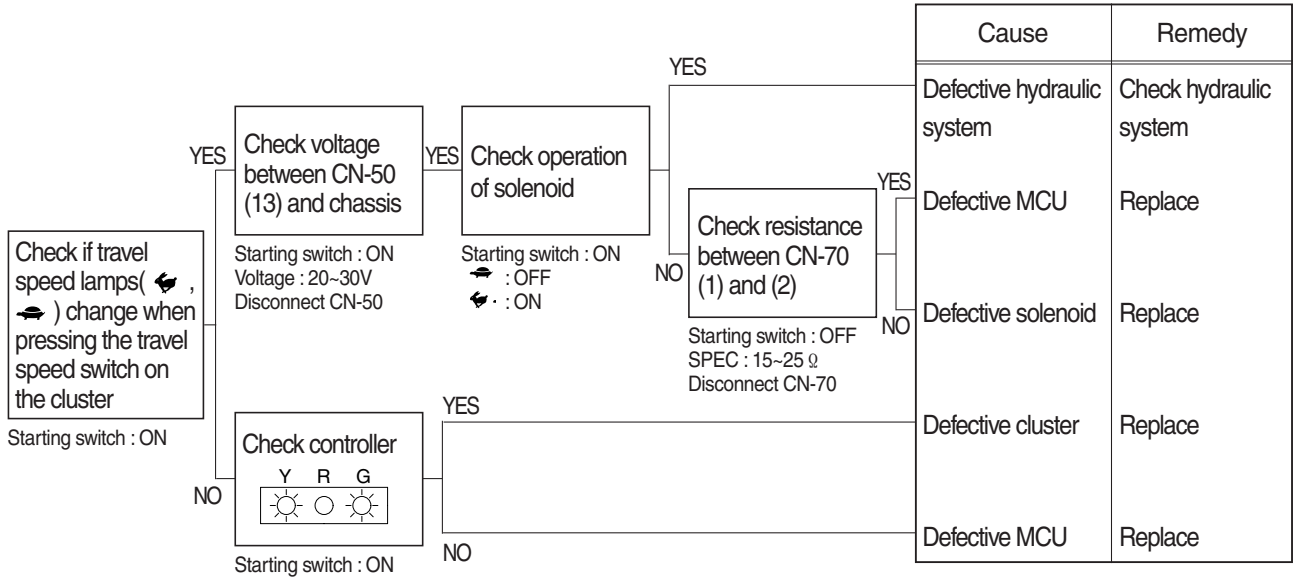 Cause
Remedy
YES
Defective hydraulic
system
Check hydraulic
system
YES
Check voltage
between CN-50
(13) and chassis
Starting switch : ON
Voltage : 20~30V
Disconnect CN-50
YES
Check operation
of solenoid
Starting switch : ON
: OFF
: ON
YES
Defective MCU
Replace
Check if travel
speed lamps( ,
) change when
pressing the travel
speed switch on
the cluster
Starting switch : ON
NO
Check resistance
between CN-70
(1) and (2)
Starting switch : OFF
SPEC : 15~25 Ω
Disconnect CN-70
NO
Defective solenoid
Replace
YES
Defective cluster
Replace
NO
Check controller
Y R G
Starting switch : ON
NO
Defective MCU
Replace